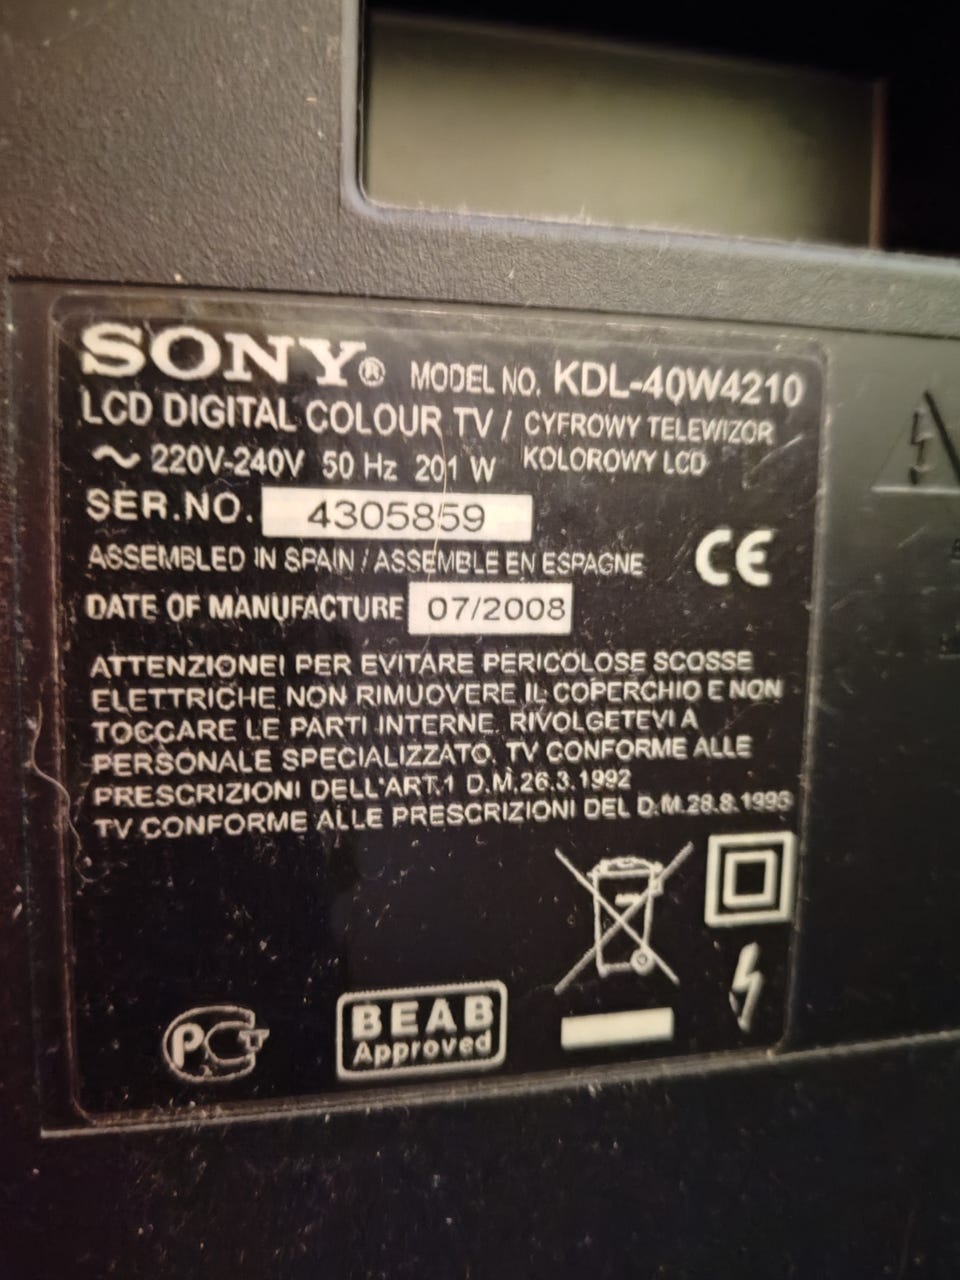 SONY® MODEL NO. KDL-40W4210
LCD DIGITAL COLOUR TV / CYFROWY TELEWIZOR
KOLOROWY LCD
~ 220V-240V 50 Hz 201 W
SER.NO. 4305859
ASSEMBLED IN SPAIN / ASSEMBLE EN ESPAGNE
CE
DATE OF MANUFACTURE 07/2008
ATTENZIONE! PER EVITARE PERICOLOSE SCOSSE
ELETTRICHE NON RIMUOVERE IL COPERCHIO E NON
TOCCARE LE PARTI INTERNE. RIVOLGETEVI A
PERSONALE SPECIALIZZATO. TV CONFORME ALLE
PRESCRIZIONI DELL'ART.1 D.M.26.3.1992
TV CONFORME ALLE PRESCRIZIONI DEL D.M.28.8.1995
PCT
BEAB
Approved